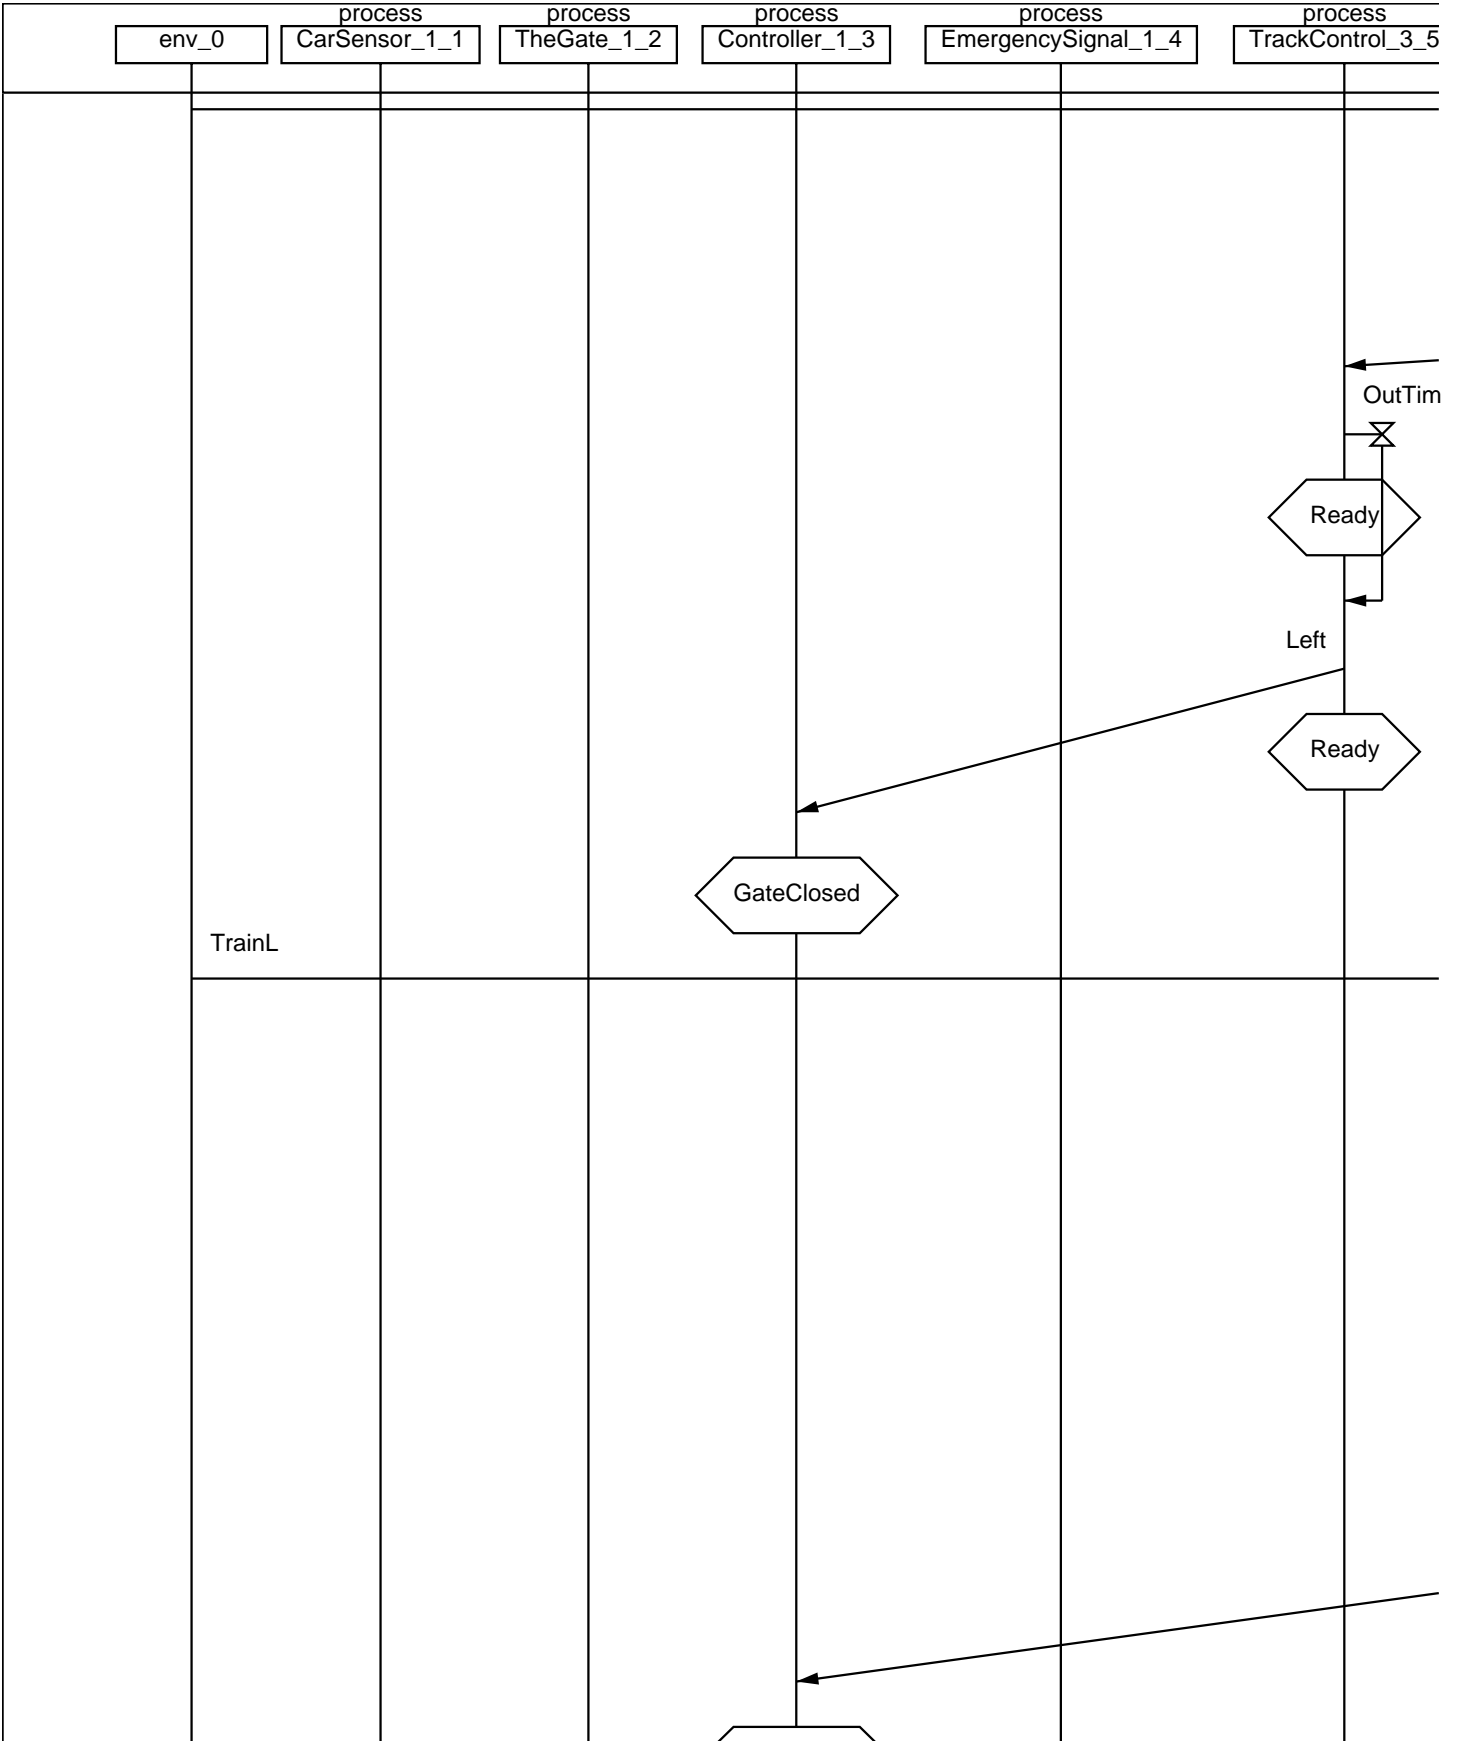 process process process process process
env_0 CarSensor_1_1 TheGate_1_2 Controller_1_3 EmergencySignal_1_4 TrackControl_3_5
OutTim
Ready
Left
Ready
GateClosed
TrainL